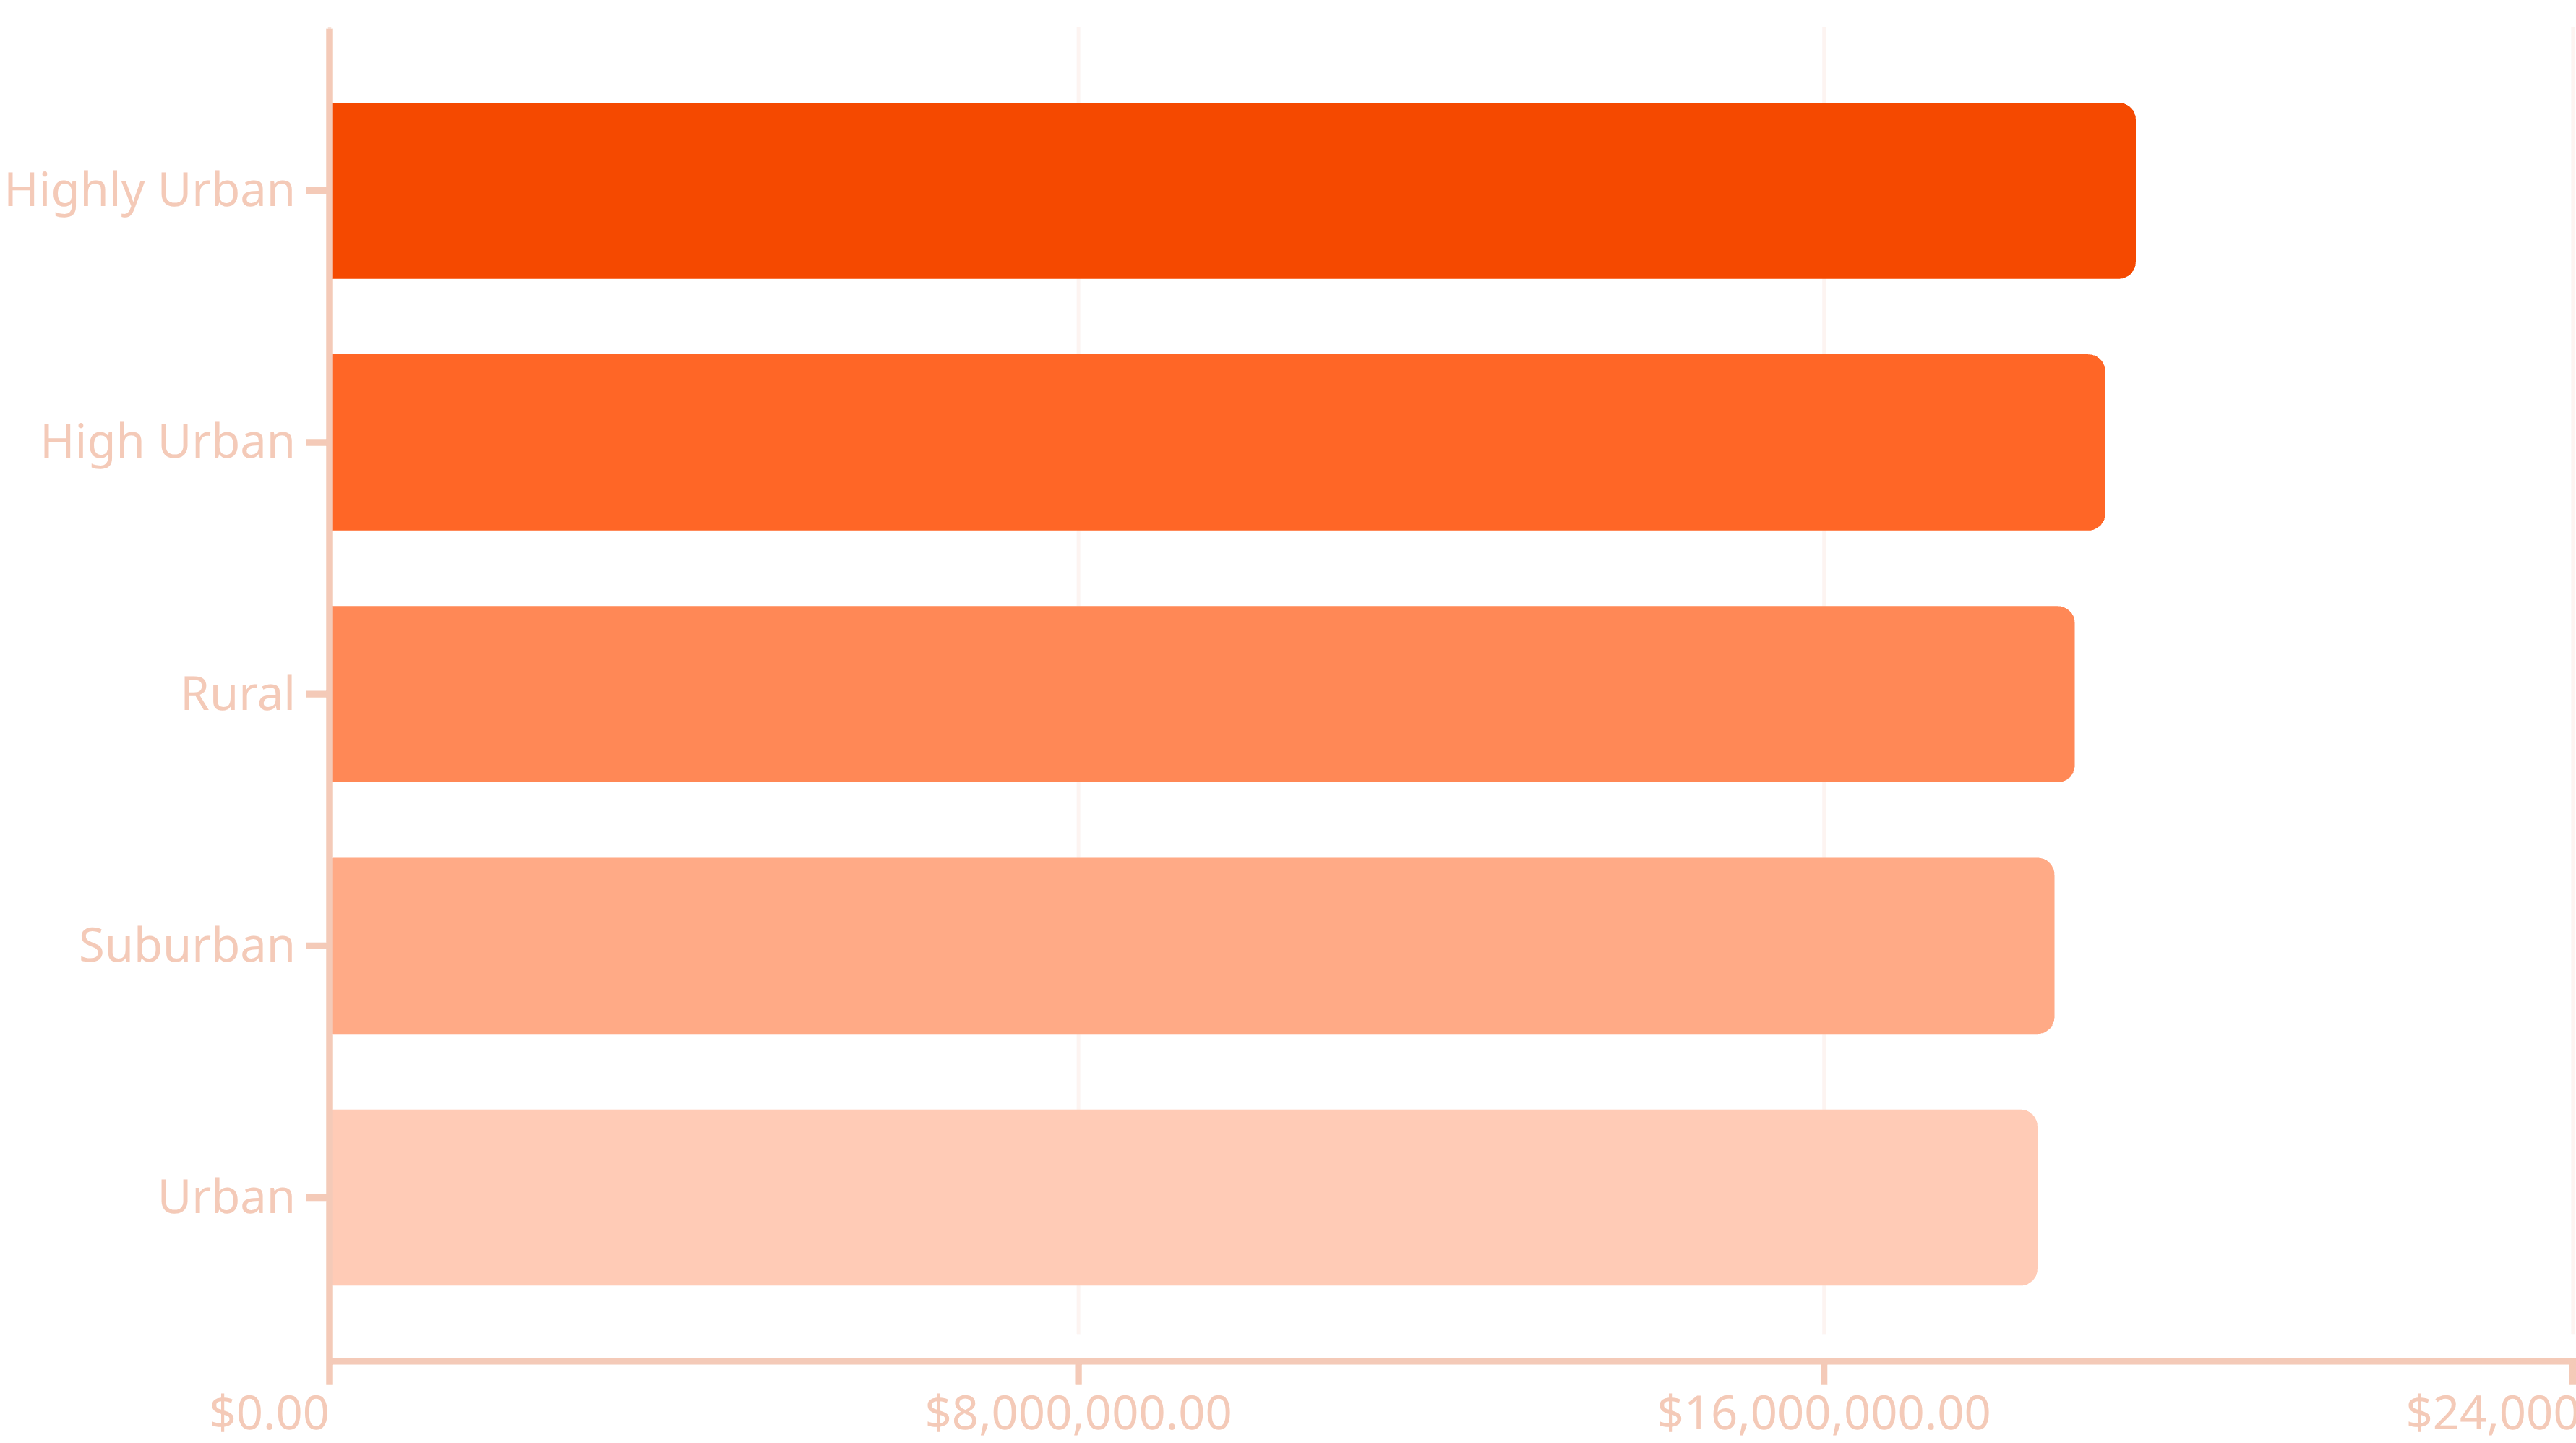 Highly Urban
High Urban
Rural
Suburban
Urban
$0.00 $8,000,000.00 $16,000,000.00 $24,000